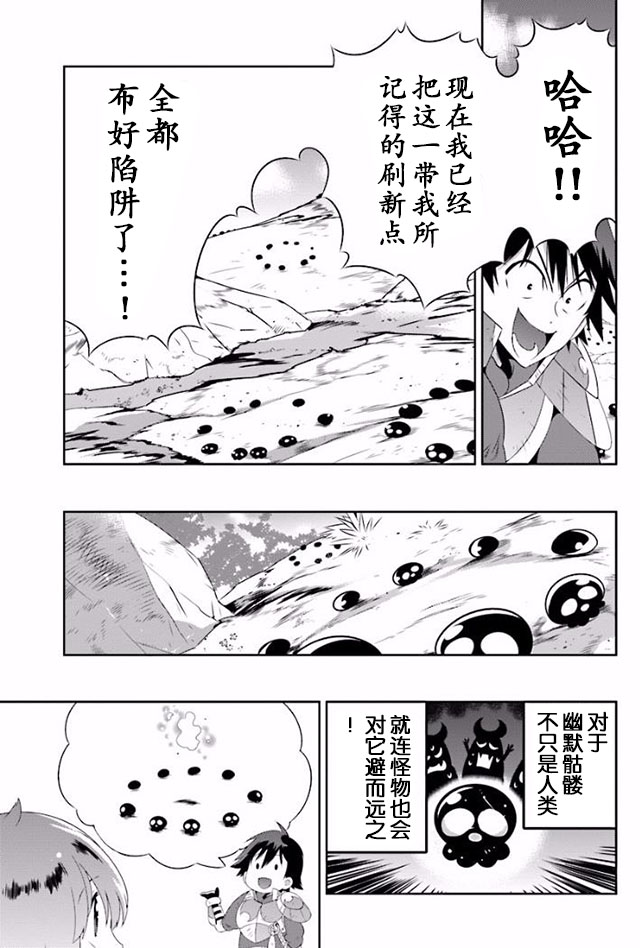 哈哈!!
现在我已经
把这一带我所
记得的刷新点
全都
布好陷阱了…!
对于
幽默骷髅
不只是人类
就连怪物也会
对它避而远之
!